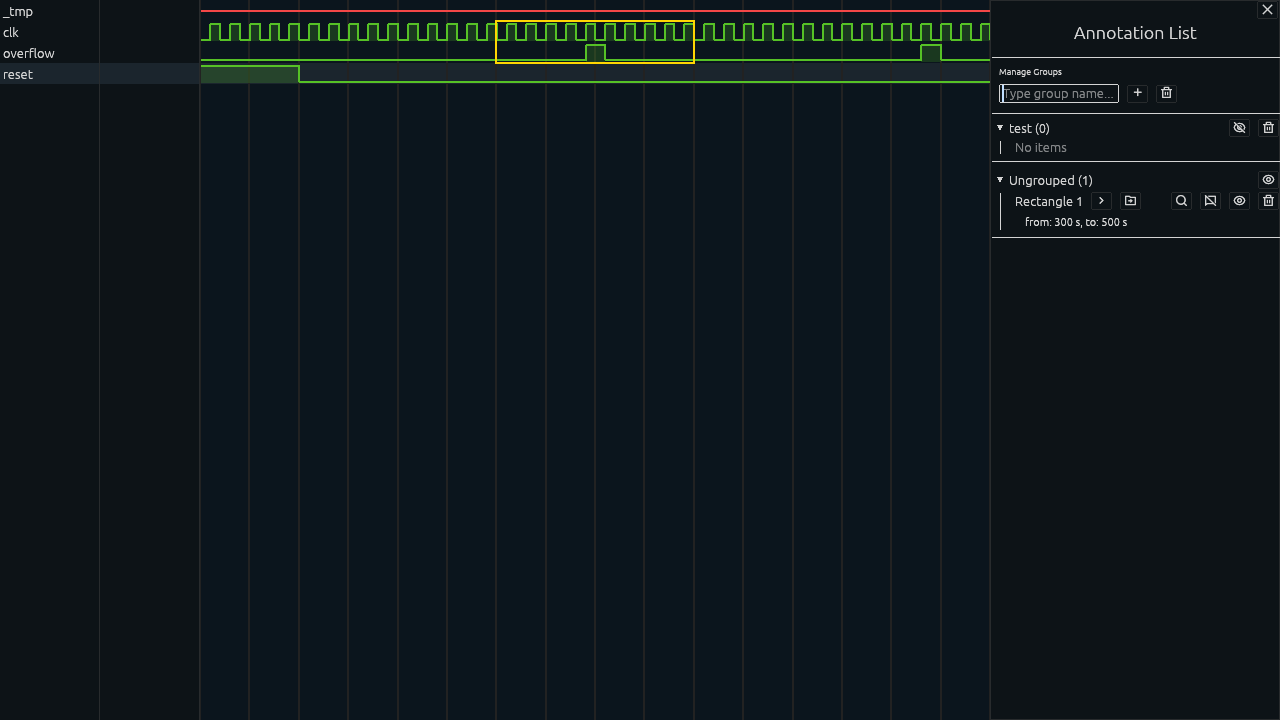 _tmp
clk
overflow
reset
Annotation List
Manage Groups
Type group name...
test (0)
No items
Ungrouped (1)
Rectangle 1
from: 300 s, to: 500 s